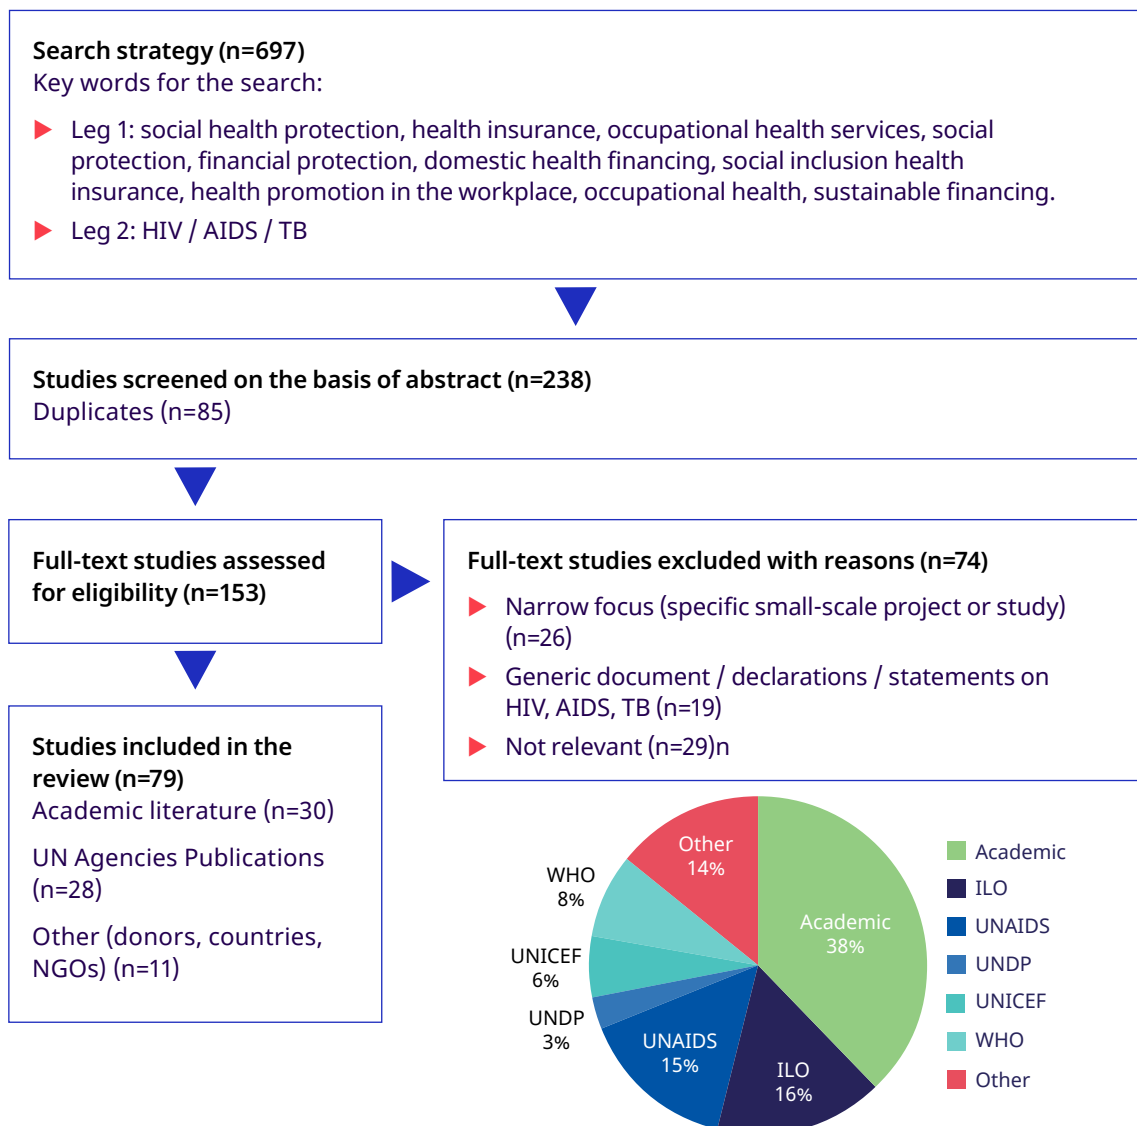 Search strategy (n=697)
Key words for the search:
Leg 1: social health protection, health insurance, occupational health services, social
protection, financial protection, domestic health financing, social inclusion health
insurance, health promotion in the workplace, occupational health, sustainable financing.
Leg 2: HIV / AIDS / TB
Studies screened on the basis of abstract (n=238)
Duplicates (n=85)
Full-text studies assessed
for eligibility (n=153)
Full-text studies excluded with reasons (n=74)
Narrow focus (specific small-scale project or study)
(n=26)
Generic document / declarations / statements on
HIV, AIDS, TB (n=19)
Not relevant (n=29)n
Studies included in the
review (n=79)
Academic literature (n=30)
UN Agencies Publications
(n=28)
Other (donors, countries,
NGOs) (n=11)
Other
14%
WHO
8%
UNICEF
6%
UNDP
3%
UNAIDS
15%
ILO
16%
Academic
38%
Academic
ILO
UNAIDS
UNDP
UNICEF
WHO
Other